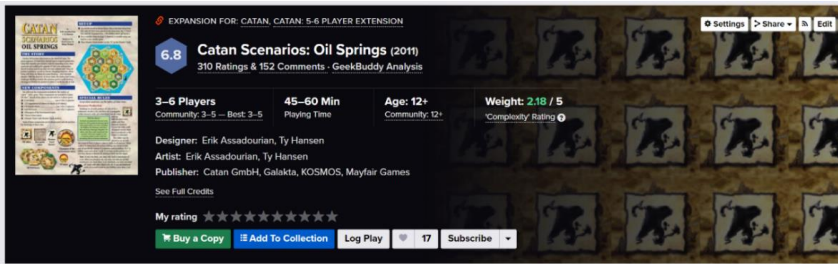 EXPANSION FOR: CATAN, CATAN: 5-6 PLAYER EXTENSION
Settings Share Edit
6.8
Catan Scenarios: Oil Springs (2011)
310 Ratings & 152 Comments · GeekBuddy Analysis
3–6 Players 45–60 Min Age: 12+ Weight: 2.18 / 5
Community: 3–5 — Best: 3–5 Playing Time Community: 12+ 'Complexity' Rating ?
Designer: Erik Assadourian, Ty Hansen
Artist: Erik Assadourian, Ty Hansen
Publisher: Catan GmbH, Galakta, KOSMOS, Mayfair Games
See Full Credits
My rating
Buy a Copy Add To Collection Log Play 17 Subscribe
CATAN
SCENARIOS
OIL SPRINGS